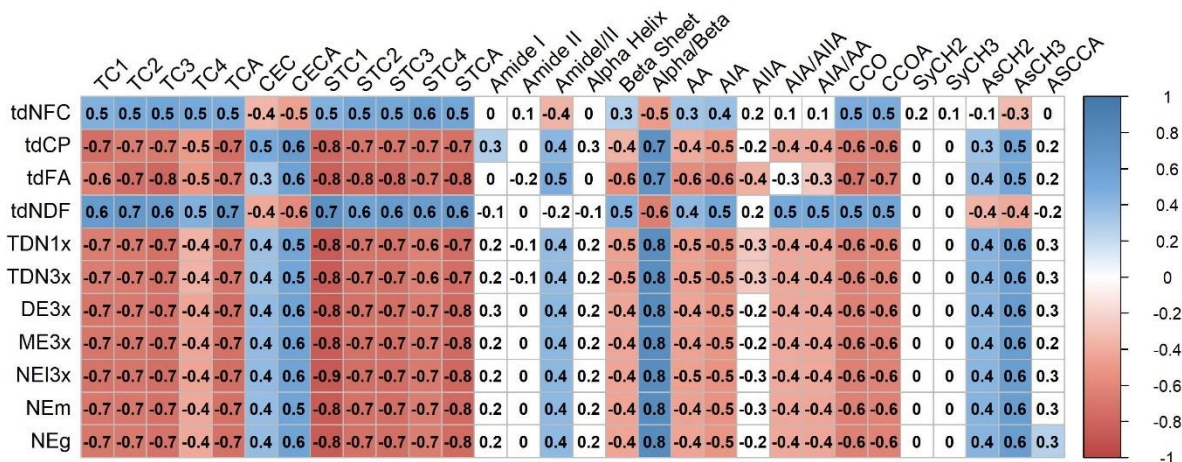 TC1 TC2 TC3 TC4 TCA CEC CECA STC1 STC2 STC3 STC4 STCA Amide I Amide II AmideI/II Alpha Helix Beta Sheet Alpha/Beta AA AIA AIIA AIA/AIIA AIA/AA CCO CCOA SyCH2 SyCH3 AsCH2 AsCH3 ASCCA
tdNFC 0.5 0.5 0.5 0.5 0.5 -0.4 -0.5 0.5 0.5 0.5 0.6 0.5 0 0.1 -0.4 0 0.3 -0.5 0.3 0.4 0.2 0.1 0.1 0.5 0.5 0.2 0.1 -0.1 -0.3 0
tdCP -0.7 -0.7 -0.7 -0.5 -0.7 0.5 0.6 -0.8 -0.7 -0.7 -0.7 -0.7 0.3 0 0.4 0.3 -0.4 0.7 -0.4 -0.5 -0.2 -0.4 -0.4 -0.6 -0.6 0 0 0.3 0.5 0.2
tdFA -0.6 -0.7 -0.8 -0.5 -0.7 0.3 0.6 -0.8 -0.8 -0.8 -0.7 -0.8 0 -0.2 0.5 0 -0.6 0.7 -0.6 -0.6 -0.4 -0.3 -0.3 -0.7 -0.7 0 0 0.4 0.5 0.2
tdNDF 0.6 0.7 0.6 0.5 0.7 -0.4 -0.6 0.7 0.6 0.6 0.6 0.6 -0.1 0 -0.2 -0.1 0.5 -0.6 0.4 0.5 0.2 0.5 0.5 0.5 0.5 0 0 -0.4 -0.4 -0.2
TDN1x -0.7 -0.7 -0.7 -0.4 -0.7 0.4 0.5 -0.8 -0.7 -0.7 -0.6 -0.7 0.2 -0.1 0.4 0.2 -0.5 0.8 -0.5 -0.5 -0.3 -0.4 -0.4 -0.6 -0.6 0 0 0.4 0.6 0.3
TDN3x -0.7 -0.7 -0.7 -0.4 -0.7 0.4 0.5 -0.8 -0.7 -0.7 -0.6 -0.7 0.2 -0.1 0.4 0.2 -0.5 0.8 -0.5 -0.5 -0.3 -0.4 -0.4 -0.6 -0.6 0 0 0.4 0.6 0.3
DE3x -0.7 -0.7 -0.7 -0.4 -0.7 0.4 0.6 -0.8 -0.7 -0.7 -0.7 -0.8 0.3 0 0.4 0.2 -0.4 0.8 -0.4 -0.5 -0.2 -0.4 -0.4 -0.6 -0.6 0 0 0.4 0.6 0.3
ME3x -0.7 -0.7 -0.7 -0.4 -0.7 0.4 0.6 -0.8 -0.7 -0.7 -0.7 -0.8 0.2 0 0.4 0.2 -0.4 0.8 -0.4 -0.5 -0.2 -0.4 -0.4 -0.6 -0.6 0 0 0.4 0.6 0.2
NEl3x -0.7 -0.7 -0.7 -0.4 -0.7 0.4 0.6 -0.9 -0.7 -0.7 -0.7 -0.8 0.2 0 0.4 0.2 -0.4 0.8 -0.5 -0.5 -0.3 -0.4 -0.4 -0.6 -0.6 0 0 0.4 0.6 0.3
NEm -0.7 -0.7 -0.7 -0.4 -0.7 0.4 0.5 -0.8 -0.7 -0.7 -0.7 -0.8 0.2 0 0.4 0.2 -0.4 0.8 -0.4 -0.5 -0.3 -0.4 -0.4 -0.6 -0.6 0 0 0.4 0.6 0.3
NEg -0.7 -0.7 -0.7 -0.4 -0.7 0.4 0.6 -0.8 -0.7 -0.7 -0.7 -0.8 0.2 0 0.4 0.2 -0.4 0.8 -0.4 -0.5 -0.2 -0.4 -0.4 -0.6 -0.6 0 0 0.4 0.6 0.3
1
0.8
0.6
0.4
0.2
0
-0.2
-0.4
-0.6
-0.8
-1